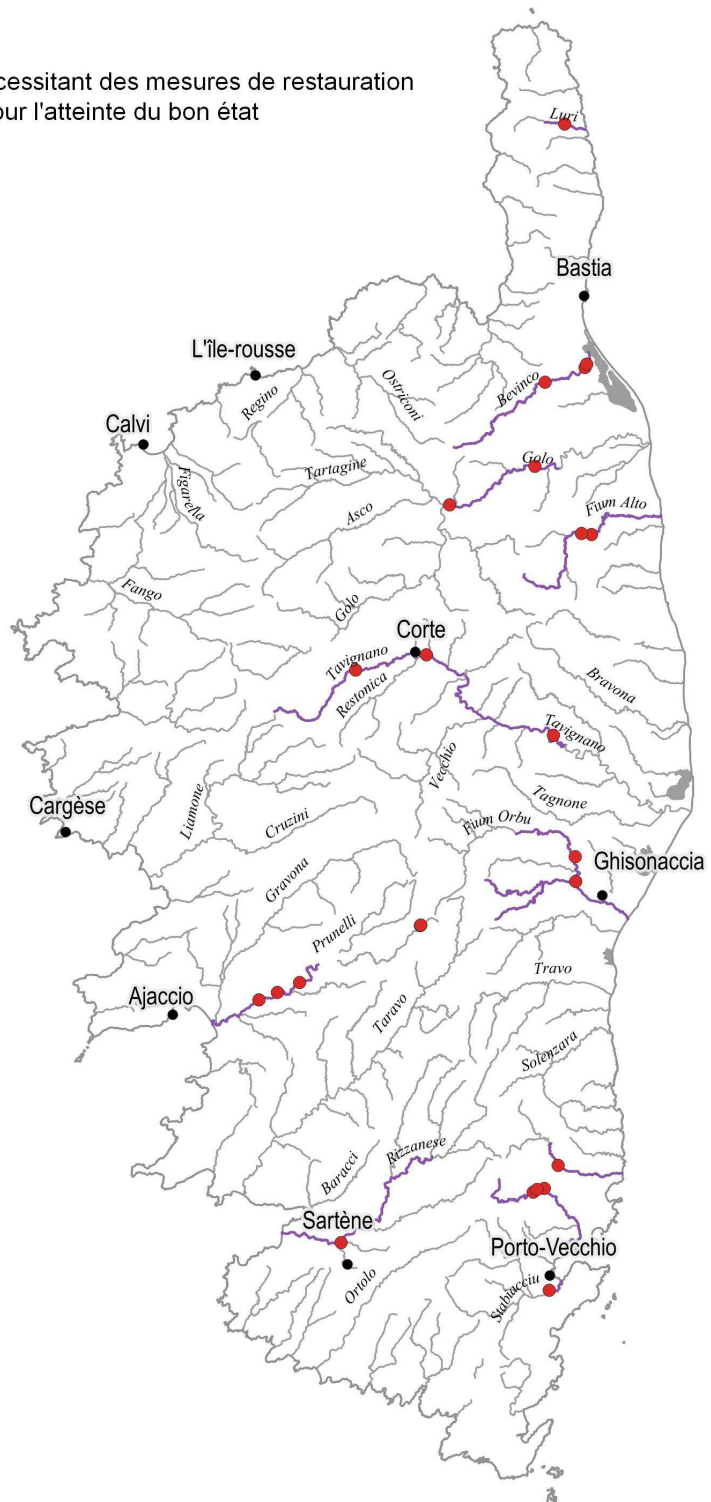 cessitant des mesures de restauration
our l'atteinte du bon état
Luri
Bastia
L'île-rousse
Ostriconi
Bevinco
Regino
Calvi
Golo
Tartagine
Figarella
Fium Alto
Asco
Fango
Golo
Corte
Tavignano
Restonica
Bravona
Tavignano
Vecchio
Tagnone
Liamone
Cargèse
Cruzini
Fium Orbu
Ghisonaccia
Gravona
Prunelli
Travo
Ajaccio
Taravo
Solenzara
Rizzanese
Baracci
Sartène
Porto-Vecchio
Ortolo
Stabiacciu